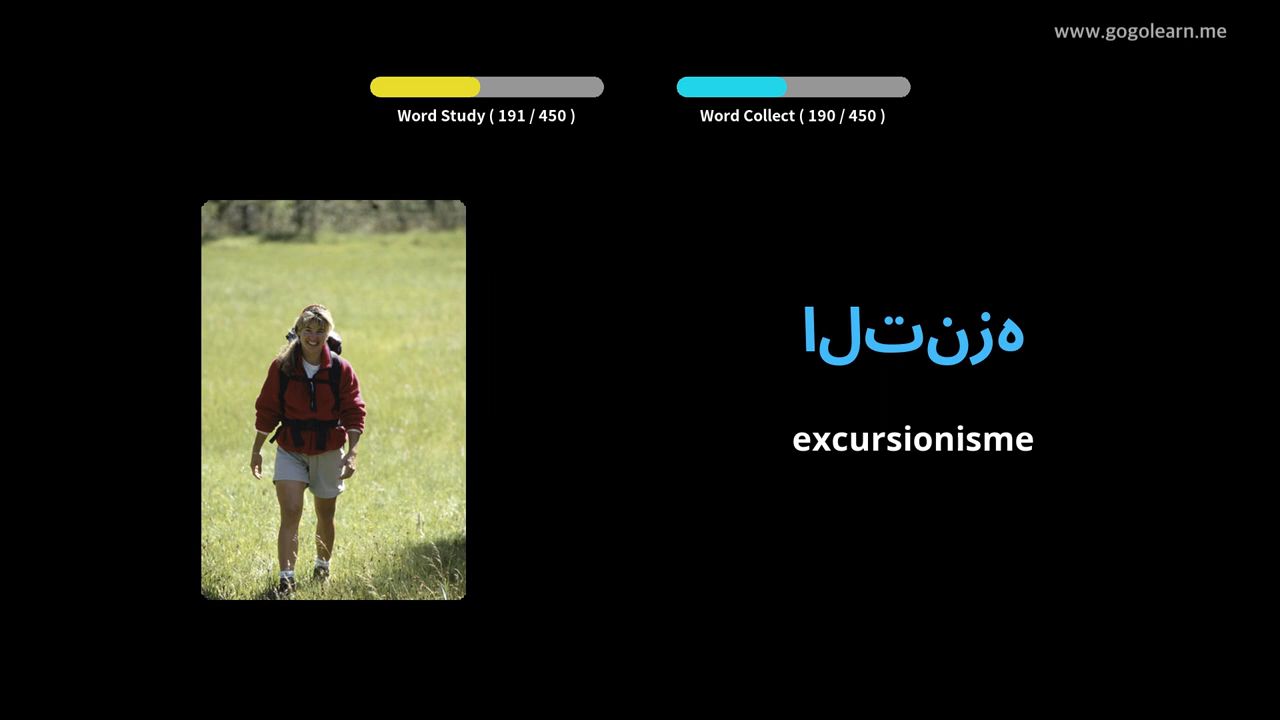 www.gogolearn.me
Word Study ( 191 / 450 )
Word Collect ( 190 / 450 )
التنزه
excursionisme